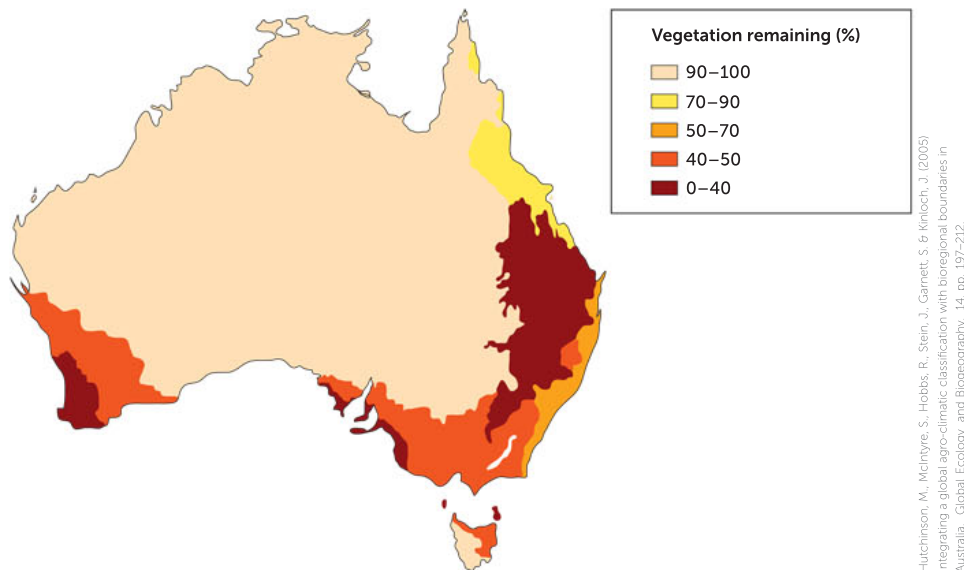 Vegetation remaining (%)
90–100
70–90
50–70
40–50
0–40
Hutchinson, M., McIntyre, S., Hobbs, R., Stein, J., Garnett, S. & Kinloch, J. (2005)
Integrating a global agro-climatic classification with bioregional boundaries in
Australia. Global Ecology and Biogeography, 14, pp. 197–212.